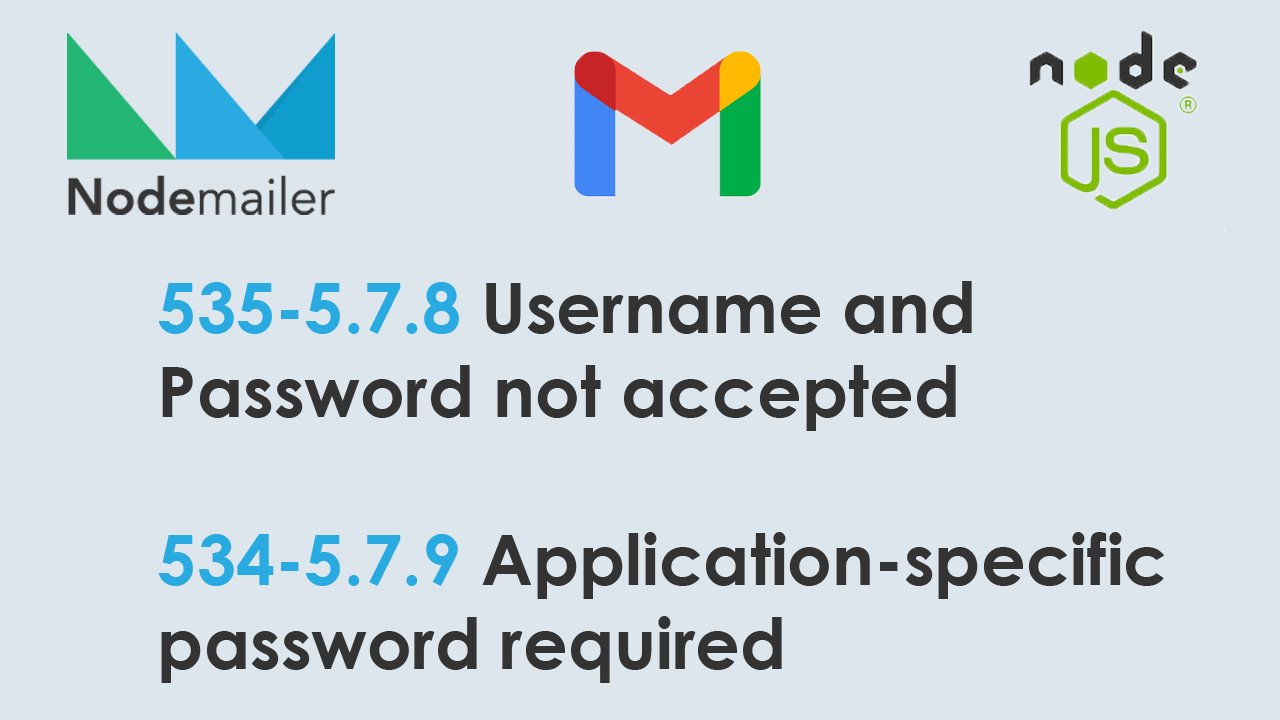 Nodemailer
node
JS
®
535-5.7.8 Username and
Password not accepted
534-5.7.9 Application-specific
password required